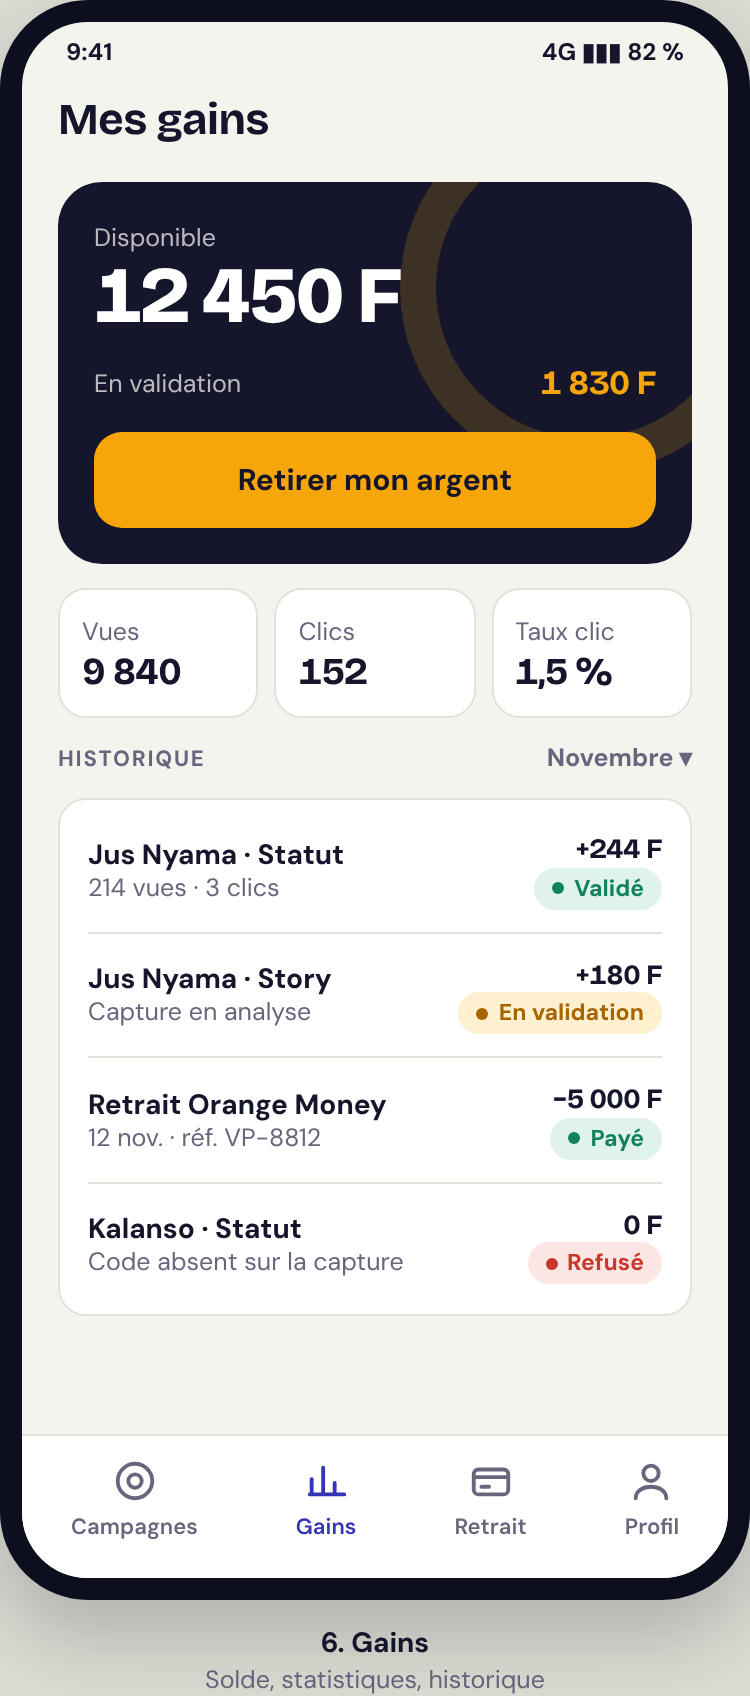 9:41
4G ▮▮▮ 82 %
Mes gains
Disponible
12 450 F
En validation
1 830 F
Retirer mon argent
Vues
9 840
Clics
152
Taux clic
1,5 %
HISTORIQUE
Novembre ▾
Jus Nyama · Statut
+244 F
214 vues · 3 clics
Validé
Jus Nyama · Story
+180 F
Capture en analyse
En validation
Retrait Orange Money
−5 000 F
12 nov. · réf. VP-8812
Payé
Kalanso · Statut
0 F
Code absent sur la capture
Refusé
Campagnes
Gains
Retrait
Profil
6. Gains
Solde, statistiques, historique